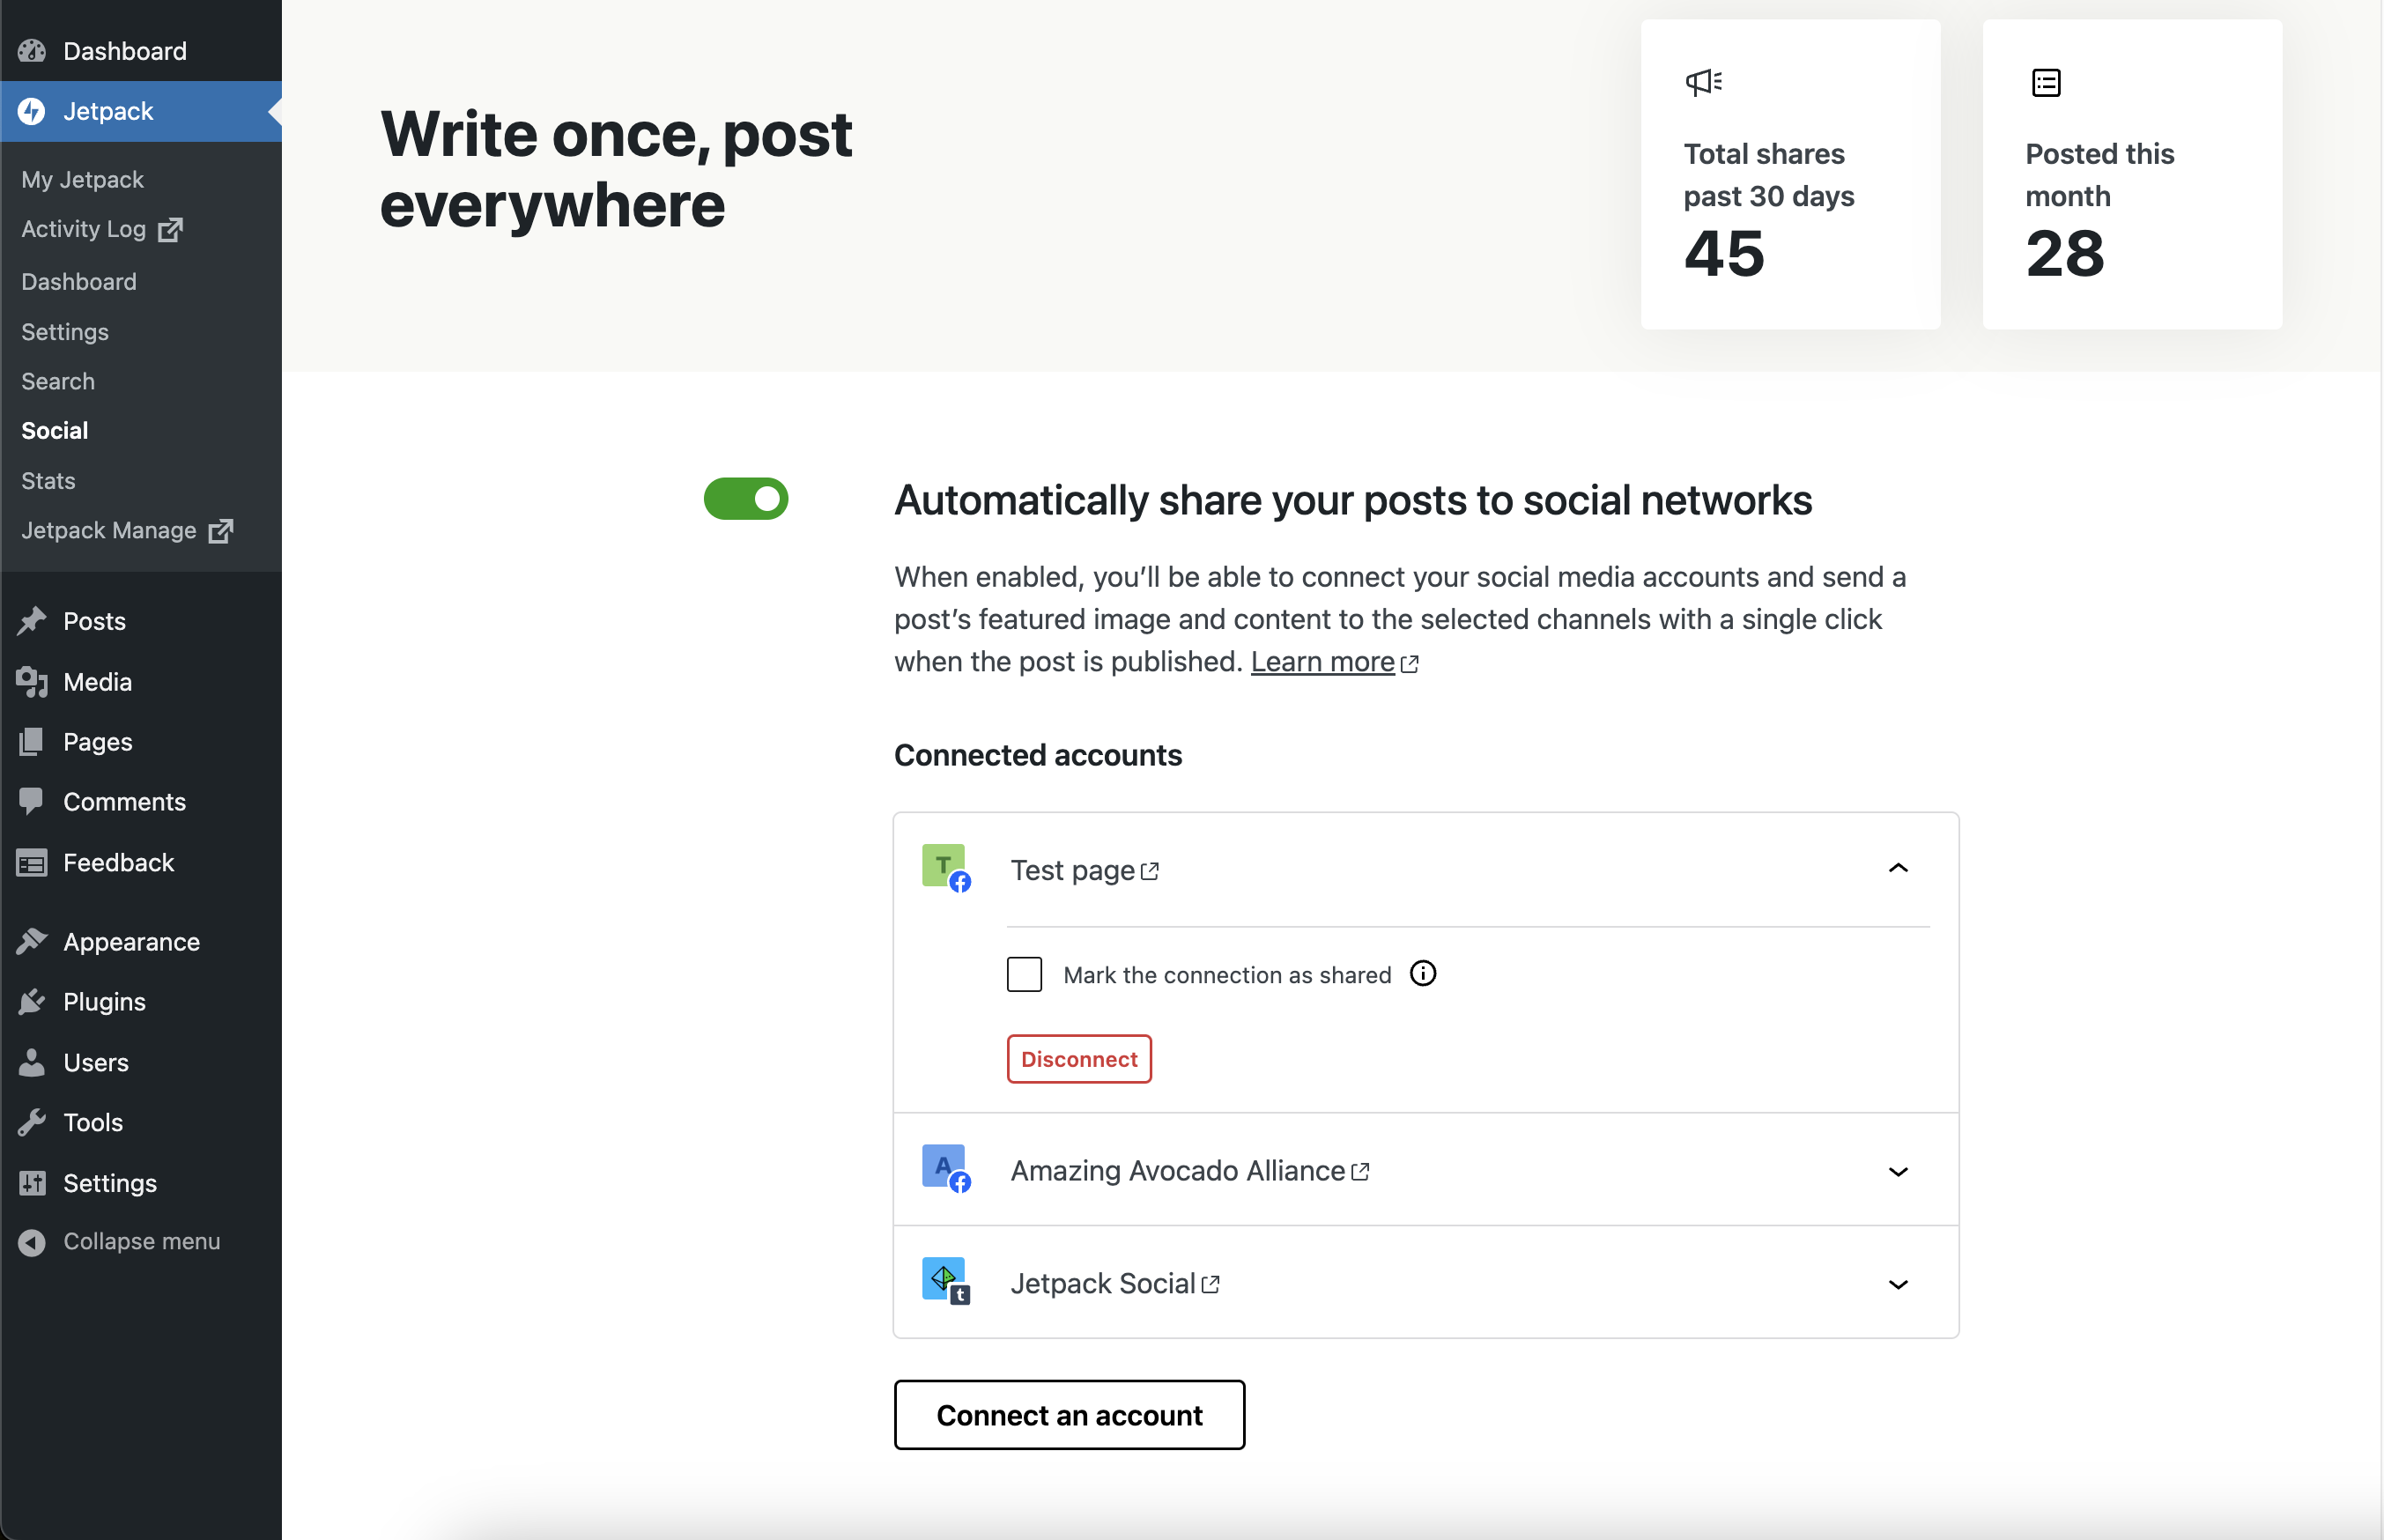 Dashboard
Jetpack
My Jetpack
Activity Log
Dashboard
Settings
Search
Social
Stats
Jetpack Manage
Posts
Media
Pages
Comments
Feedback
Appearance
Plugins
Users
Tools
Settings
Collapse menu
Write once, post
everywhere
Total shares
past 30 days
45
Posted this
month
28
Automatically share your posts to social networks
When enabled, you’ll be able to connect your social media accounts and send a
post’s featured image and content to the selected channels with a single click
when the post is published. Learn more
Connected accounts
T
Test page
Mark the connection as shared
Disconnect
A
Amazing Avocado Alliance
t
Jetpack Social
Connect an account